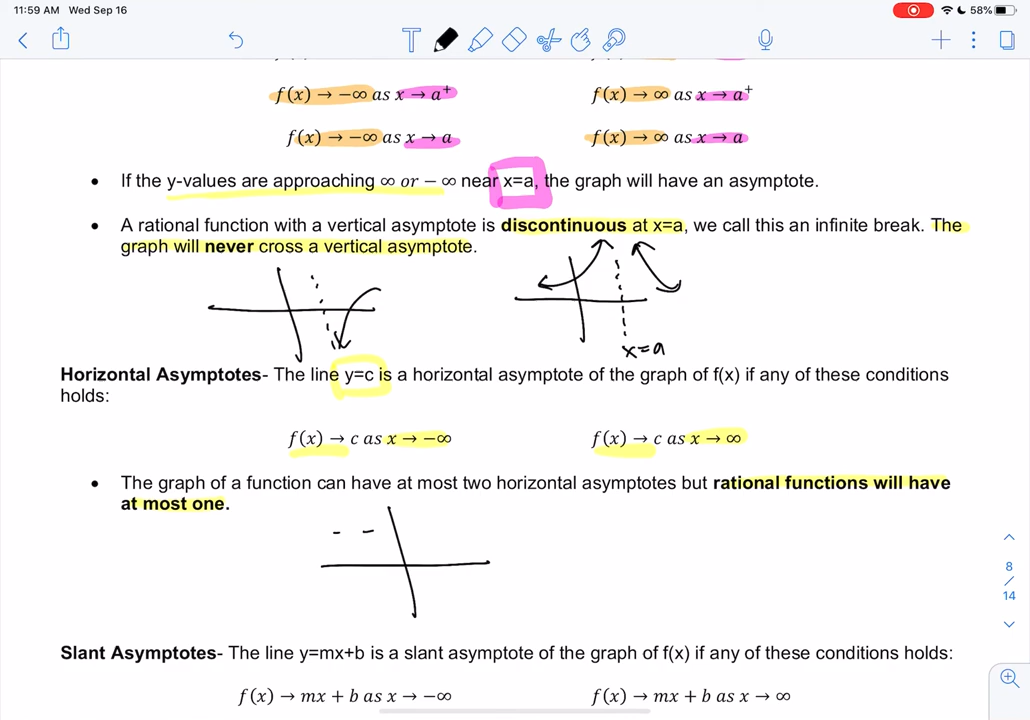 11:59 AM Wed Sep 16
58%
f(x) → −∞ as x → a⁺
f(x) → ∞ as x → a⁺
f(x) → −∞ as x → a
f(x) → ∞ as x → a
• If the y-values are approaching ∞ or − ∞ near x=a, the graph will have an asymptote.
• A rational function with a vertical asymptote is discontinuous at x=a, we call this an infinite break. The
graph will never cross a vertical asymptote.
x=a
Horizontal Asymptotes- The line y=c is a horizontal asymptote of the graph of f(x) if any of these conditions
holds:
f(x) → c as x → −∞
f(x) → c as x → ∞
• The graph of a function can have at most two horizontal asymptotes but rational functions will have
at most one.
8
/
14
Slant Asymptotes- The line y=mx+b is a slant asymptote of the graph of f(x) if any of these conditions holds:
f(x) → mx + b as x → −∞
f(x) → mx + b as x → ∞